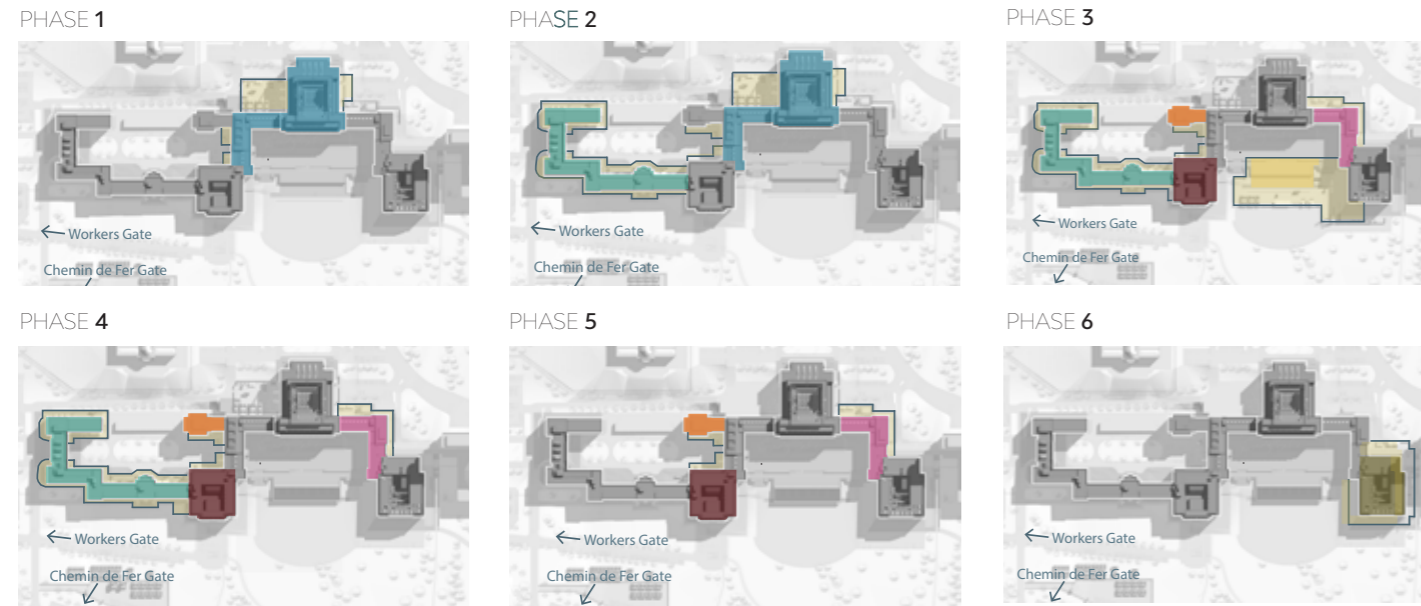 PHASE 1
PHASE 2
PHASE 3
Workers Gate
Chemin de Fer Gate
Workers Gate
Chemin de Fer Gate
Workers Gate
Chemin de Fer Gate
PHASE 4
PHASE 5
PHASE 6
Workers Gate
Chemin de Fer Gate
Workers Gate
Chemin de Fer Gate
Workers Gate
Chemin de Fer Gate